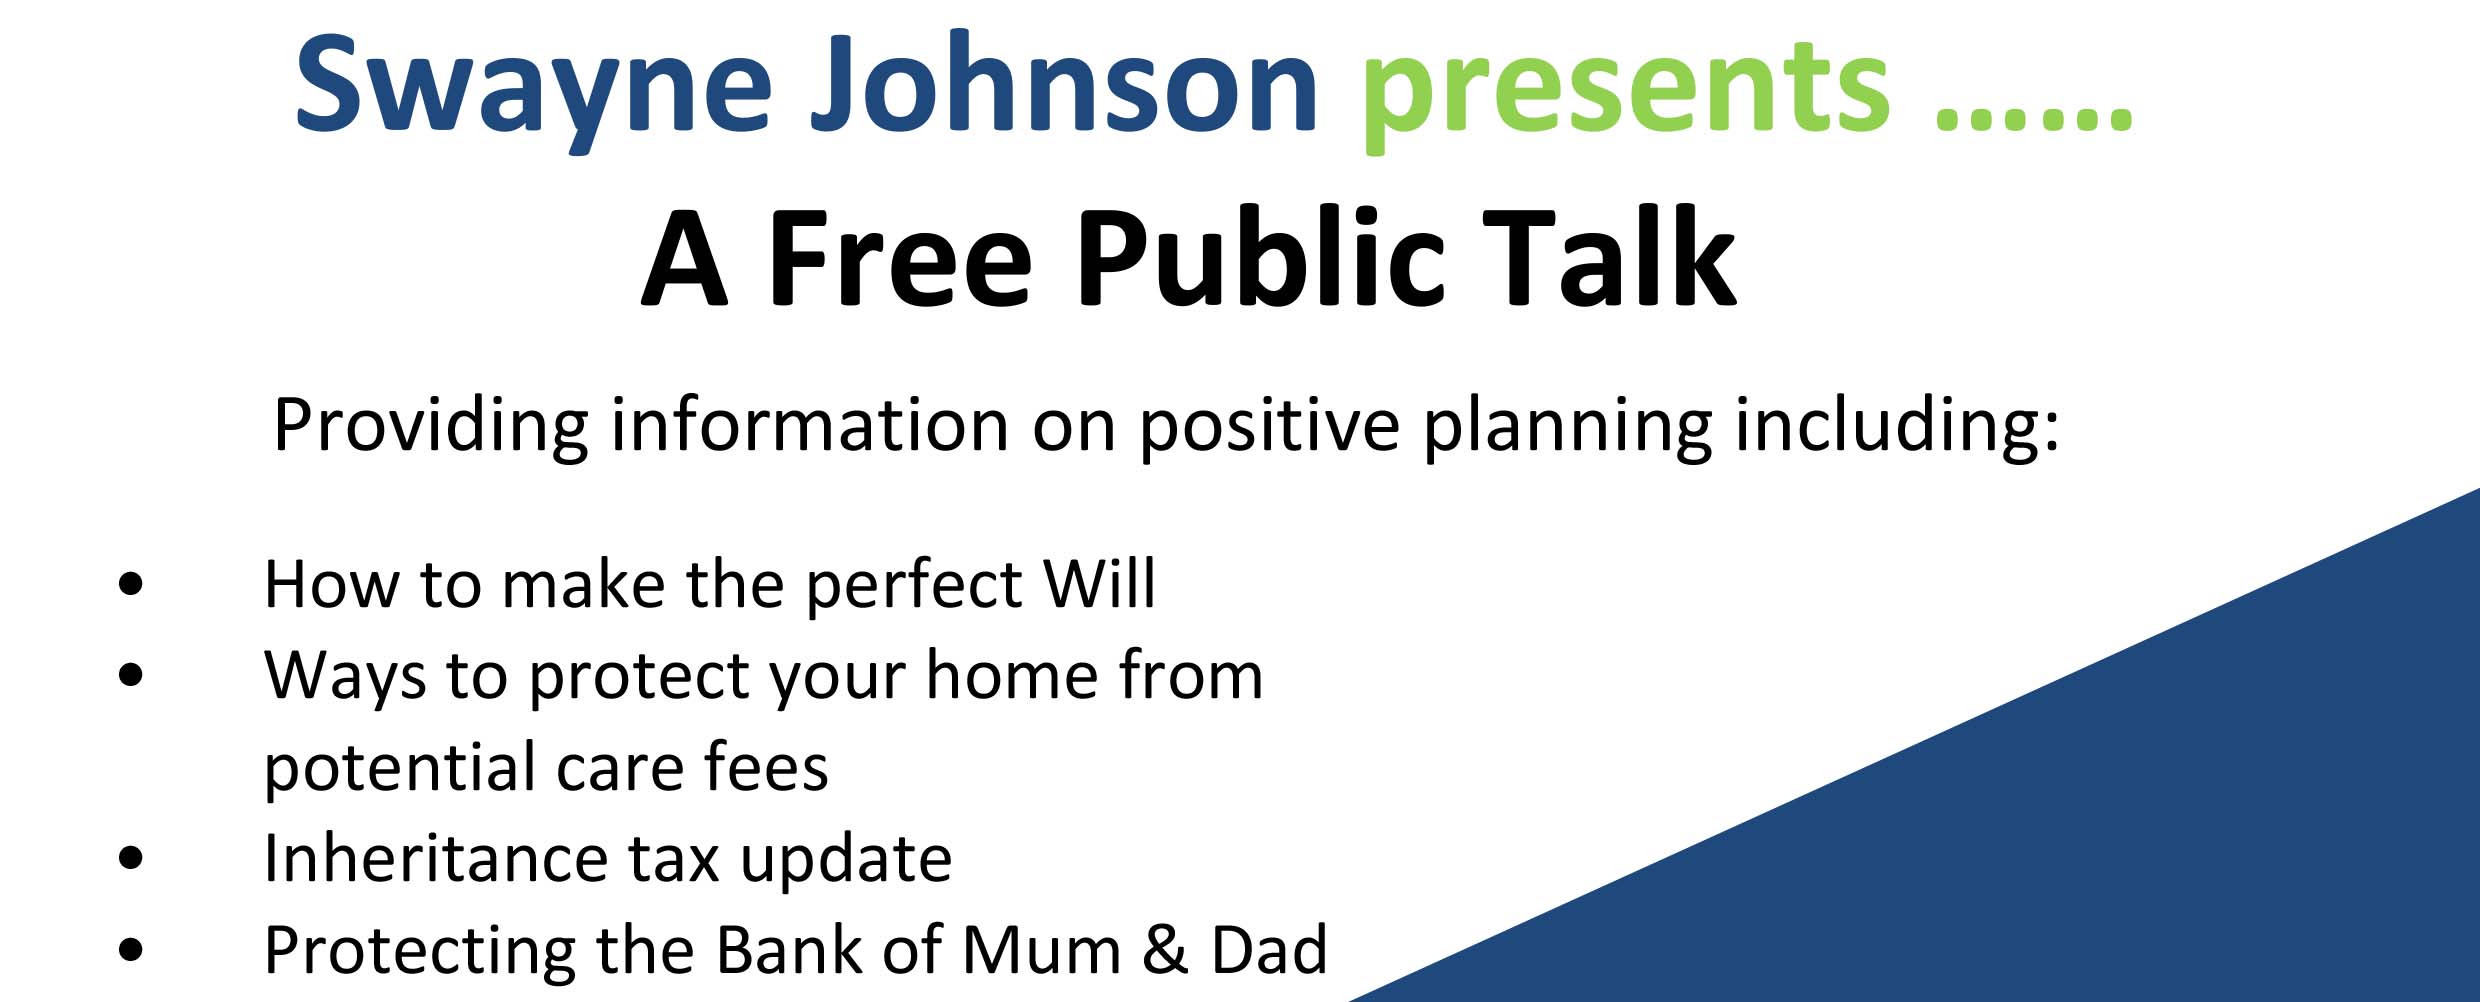 Swayne Johnson presents ......
A Free Public Talk
Providing information on positive planning including:
• How to make the perfect Will
• Ways to protect your home from
potential care fees
• Inheritance tax update
• Protecting the Bank of Mum & Dad